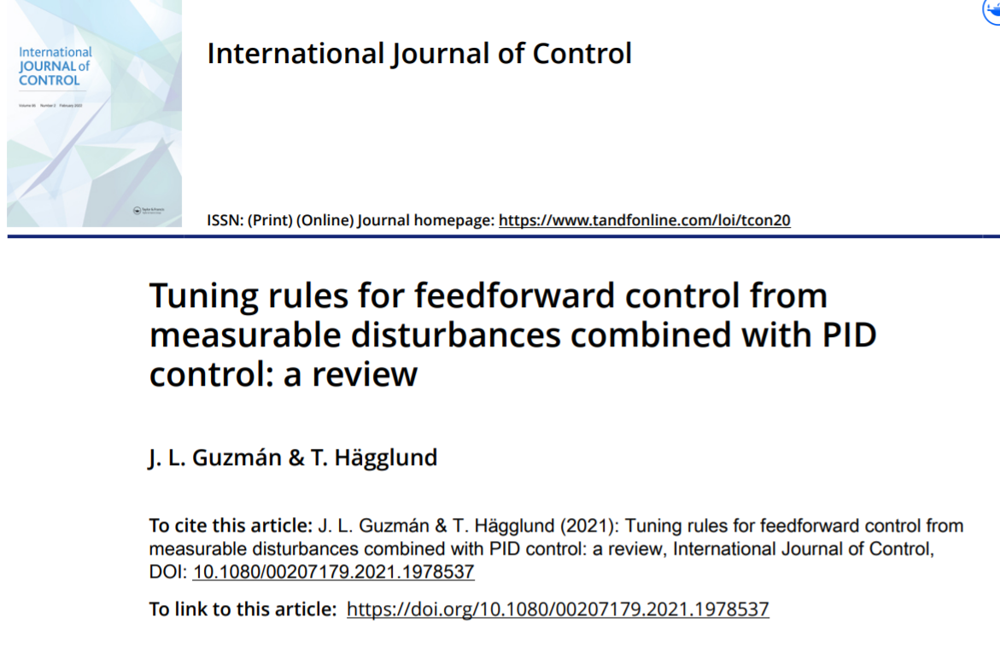 International
JOURNAL of
CONTROL
International Journal of Control
ISSN: (Print) (Online) Journal homepage: https://www.tandfonline.com/loi/tcon20
Tuning rules for feedforward control from
measurable disturbances combined with PID
control: a review
J. L. Guzmán & T. Hägglund
To cite this article: J. L. Guzmán & T. Hägglund (2021): Tuning rules for feedforward control from
measurable disturbances combined with PID control: a review, International Journal of Control,
DOI: 10.1080/00207179.2021.1978537
To link to this article: https://doi.org/10.1080/00207179.2021.1978537